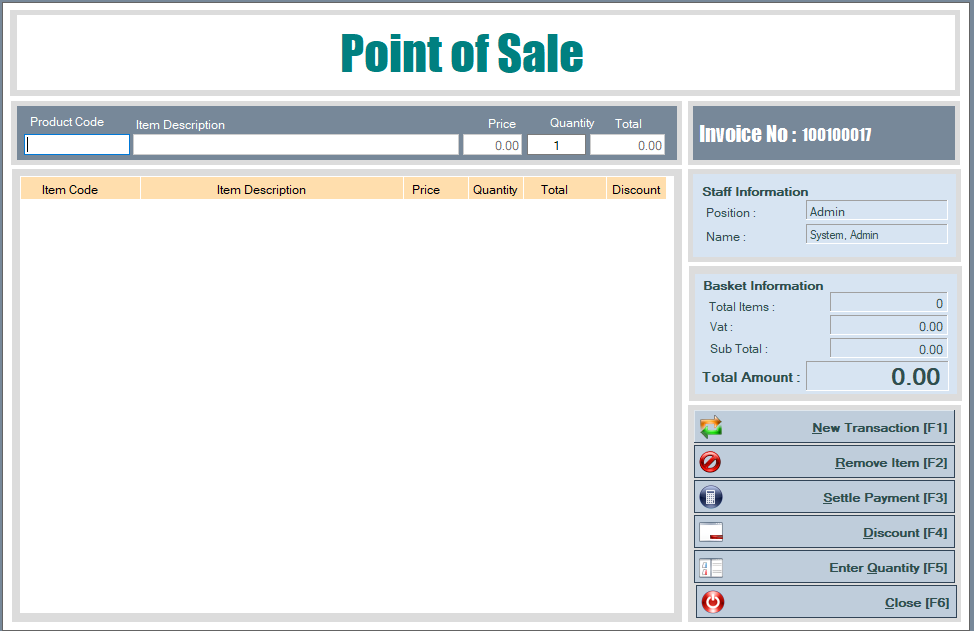 Point of Sale
Product Code Item Description Price Quantity Total
0.00 1 0.00
Invoice No : 100100017
Item Code Item Description Price Quantity Total Discount
Staff Information
Position : Admin
Name : System, Admin
Basket Information
Total Items : 0
Vat : 0.00
Sub Total : 0.00
Total Amount : 0.00
New Transaction [F1]
Remove Item [F2]
Settle Payment [F3]
Discount [F4]
Enter Quantity [F5]
Close [F6]